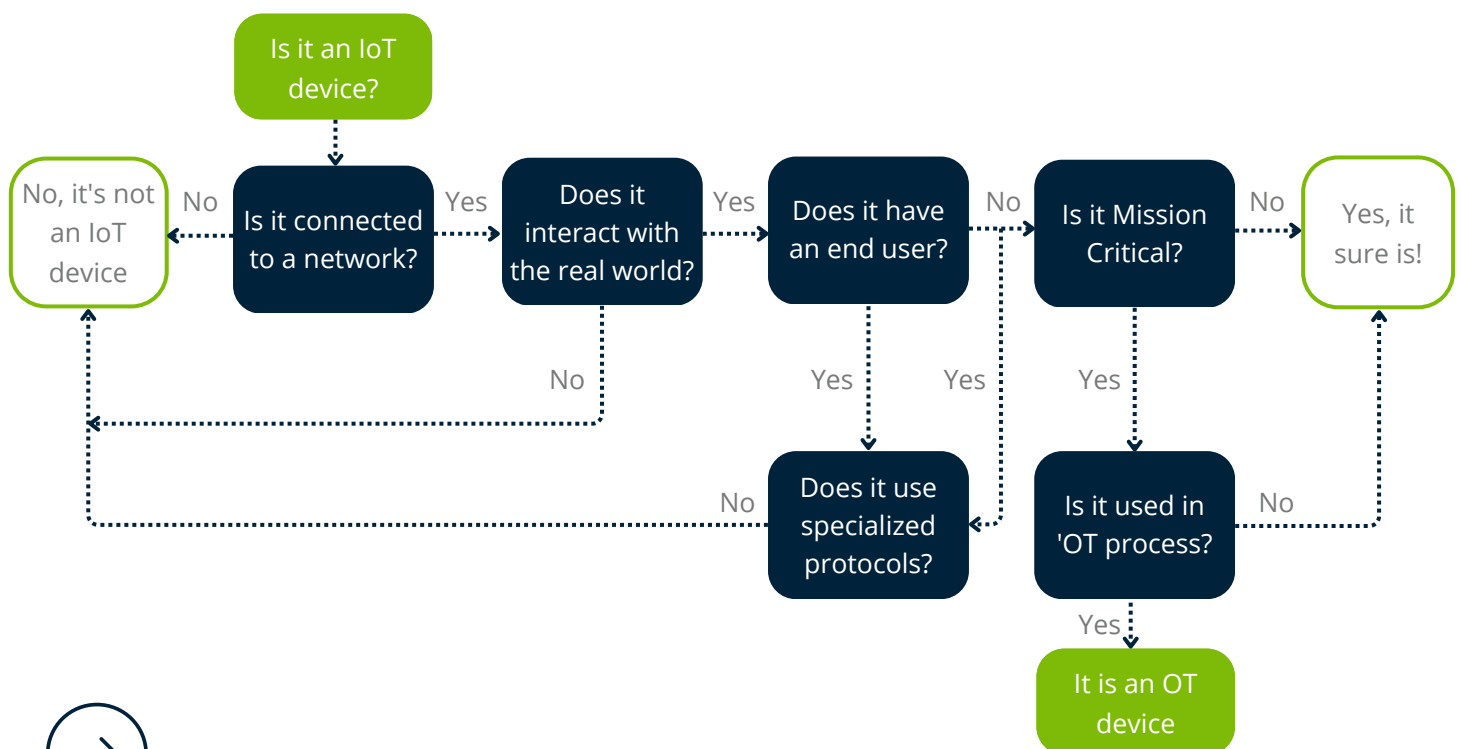 Is it an IoT
device?
No, it's not
an IoT
device
No
Is it connected
to a network?
Yes
Does it
interact with
the real world?
Yes
Does it have
an end user?
No
Is it Mission
Critical?
No
Yes, it
sure is!
No
Yes
Yes
Yes
No
Does it use
specialized
protocols?
Is it used in
'OT process?
No
Yes
It is an OT
device